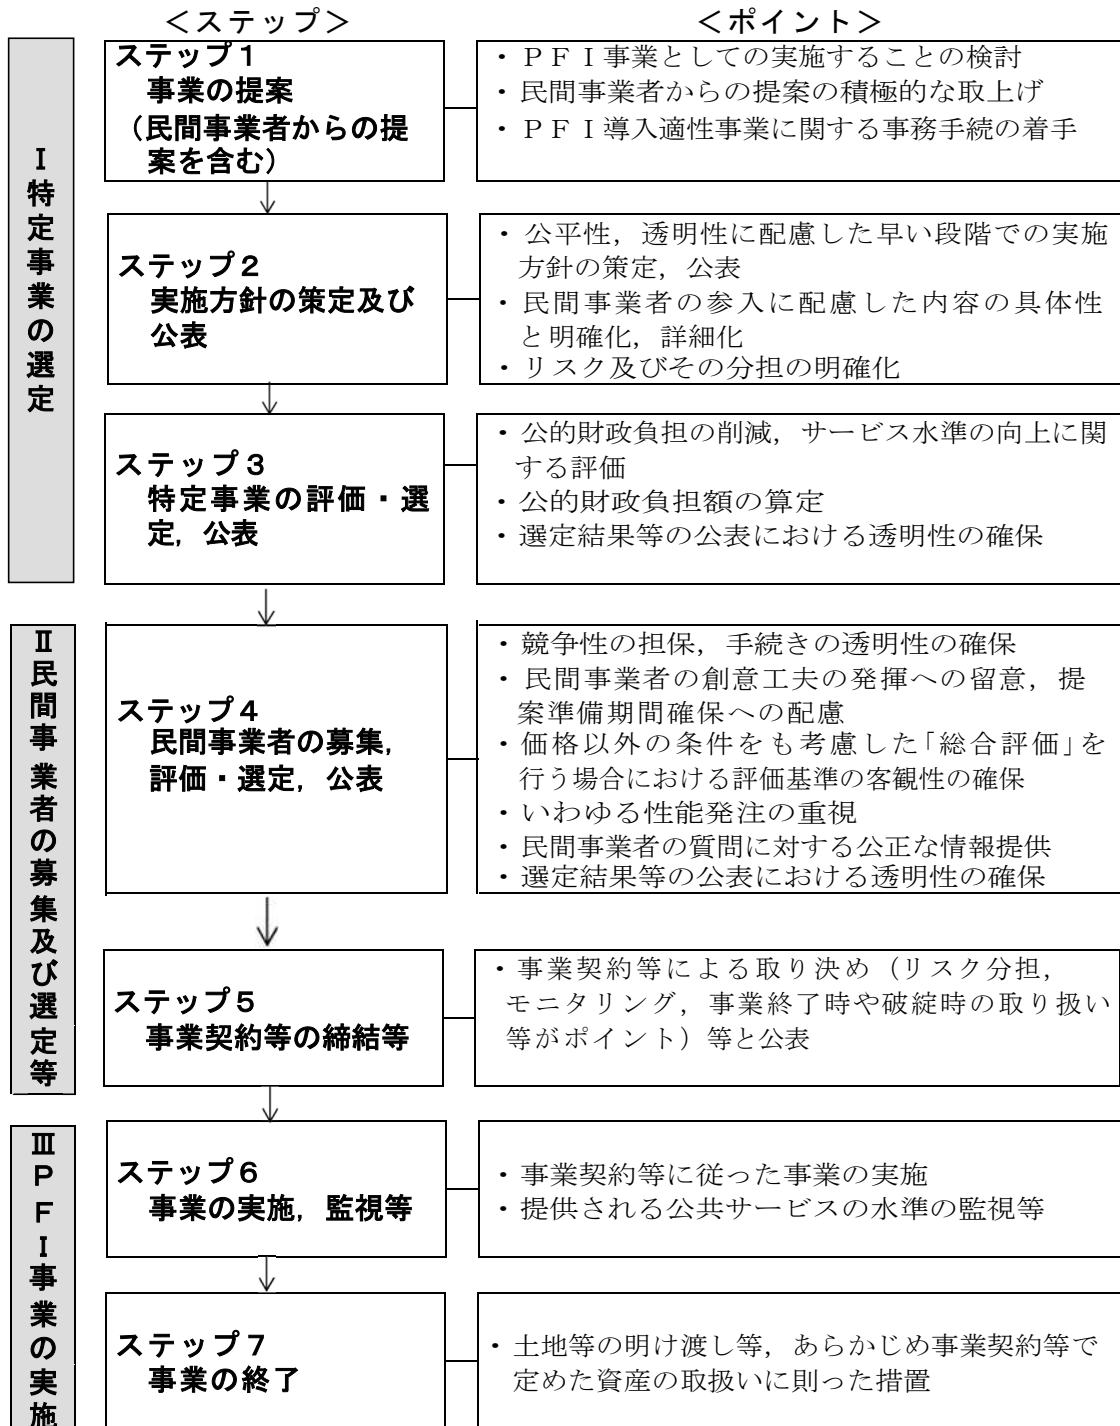 ＜ステップ＞
＜ポイント＞
Ⅰ特定事業の選定
ステップ１
事業の提案
（民間事業者からの提
案を含む）
・ＰＦＩ事業としての実施することの検討
・民間事業者からの提案の積極的な取上げ
・ＰＦＩ導入適性事業に関する事務手続の着手
ステップ２
実施方針の策定及び
公表
・公平性，透明性に配慮した早い段階での実施
方針の策定，公表
・民間事業者の参入に配慮した内容の具体性
と明確化，詳細化
・リスク及びその分担の明確化
ステップ３
特定事業の評価・選
定，公表
・公的財政負担の削減，サービス水準の向上に関
する評価
・公的財政負担額の算定
・選定結果等の公表における透明性の確保
Ⅱ民間事業者の募集及び選定等
ステップ４
民間事業者の募集，
評価・選定，公表
・競争性の担保，手続きの透明性の確保
・民間事業者の創意工夫の発揮への留意，提
案準備期間確保への配慮
・価格以外の条件をも考慮した「総合評価」を
行う場合における評価基準の客観性の確保
・いわゆる性能発注の重視
・民間事業者の質問に対する公正な情報提供
・選定結果等の公表における透明性の確保
ステップ５
事業契約等の締結等
・事業契約等による取り決め（リスク分担，
モニタリング，事業終了時や破綻時の取り扱い
等がポイント）等と公表
Ⅲ ＰＦＩ事業の実施
ステップ６
事業の実施，監視等
・事業契約等に従った事業の実施
・提供される公共サービスの水準の監視等
ステップ７
事業の終了
・土地等の明け渡し等，あらかじめ事業契約等で
定めた資産の取扱いに則った措置